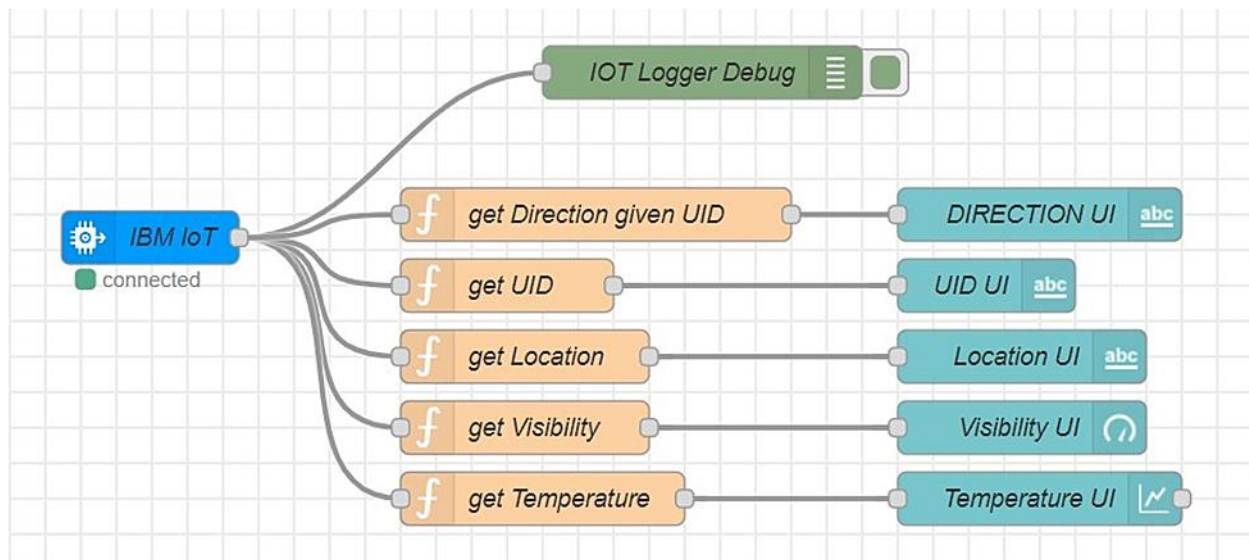 IOT Logger Debug
IBM IoT
connected
get Direction given UID
DIRECTION UI
abc
get UID
UID UI
abc
get Location
Location UI
abc
get Visibility
Visibility UI
get Temperature
Temperature UI